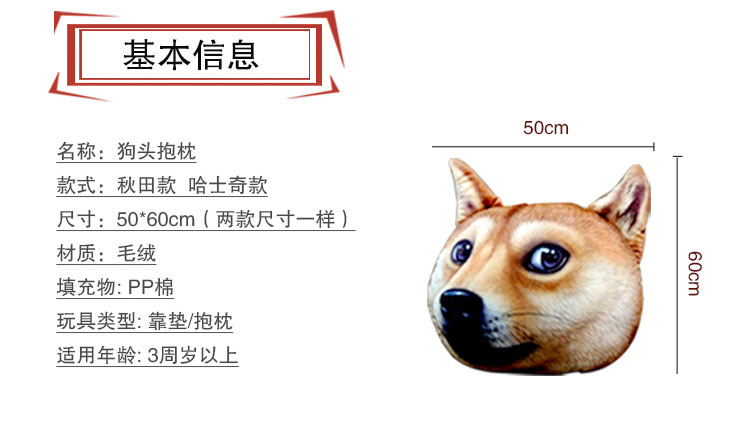 基本信息
名称：狗头抱枕
款式：秋田款 哈士奇款
尺寸：50*60cm（两款尺寸一样）
材质：毛绒
填充物: PP棉
玩具类型: 靠垫/抱枕
适用年龄: 3周岁以上
50cm
60cm